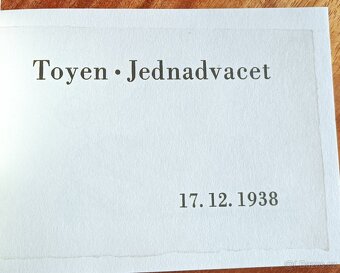 Toyen • Jednadvacet
17. 12. 1938